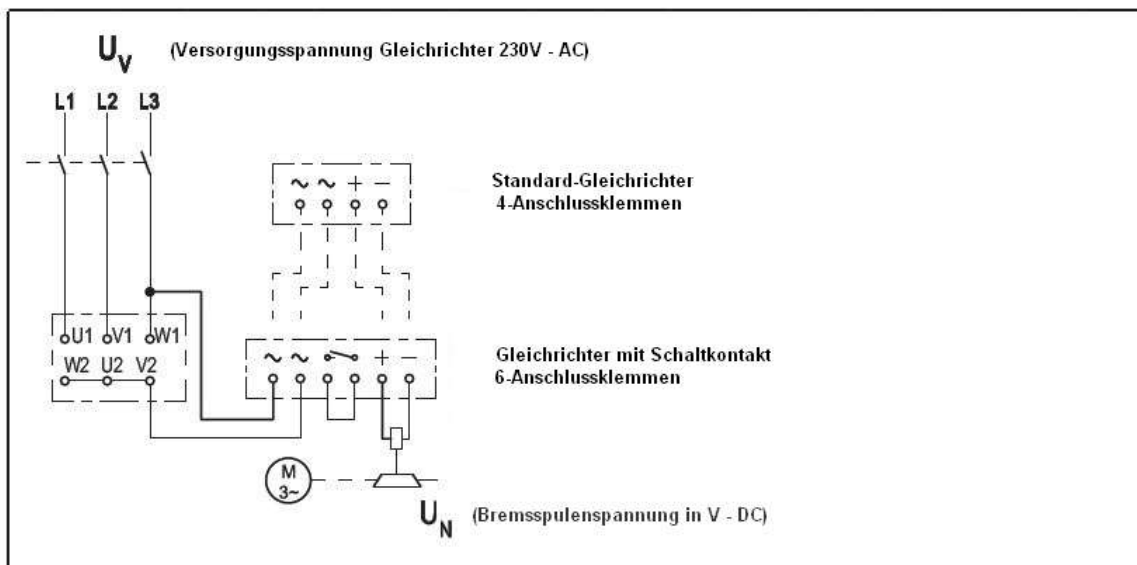 U_V (Versorgungsspannung Gleichrichter 230V - AC)
L1 L2 L3
~ ~ + −
Standard-Gleichrichter
4-Anschlussklemmen
U1 V1 W1
W2 U2 V2
~ ~ + −
Gleichrichter mit Schaltkontakt
6-Anschlussklemmen
M
3~
U_N (Bremsspulenspannung in V - DC)